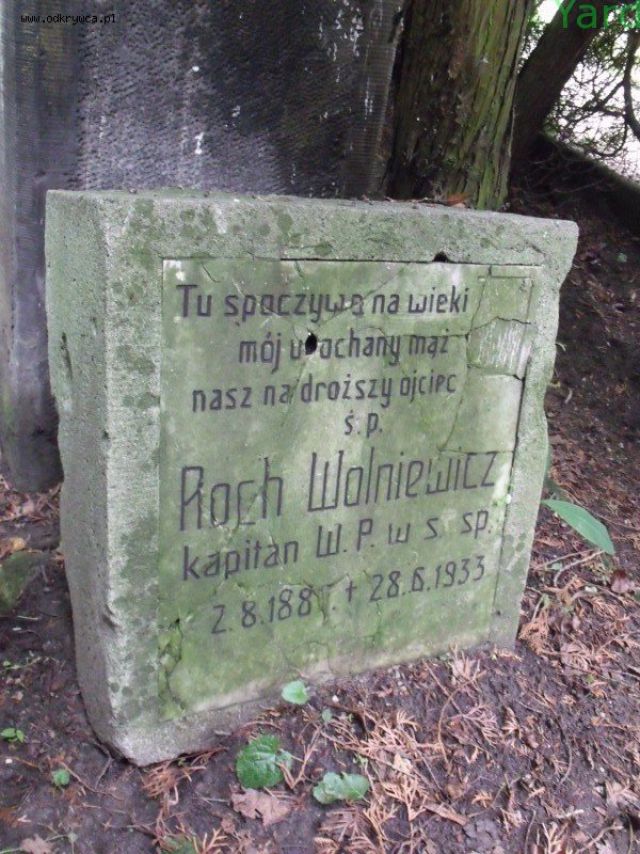 www.odkrywca.pl
Yard
Tu spoczywa na wieki
mój ukochany mąż
nasz najdroższy ojciec
ś.p.
Roch Wolniewicz
kapitan W.P. w s. sp.
2.8. † 28.6.1933